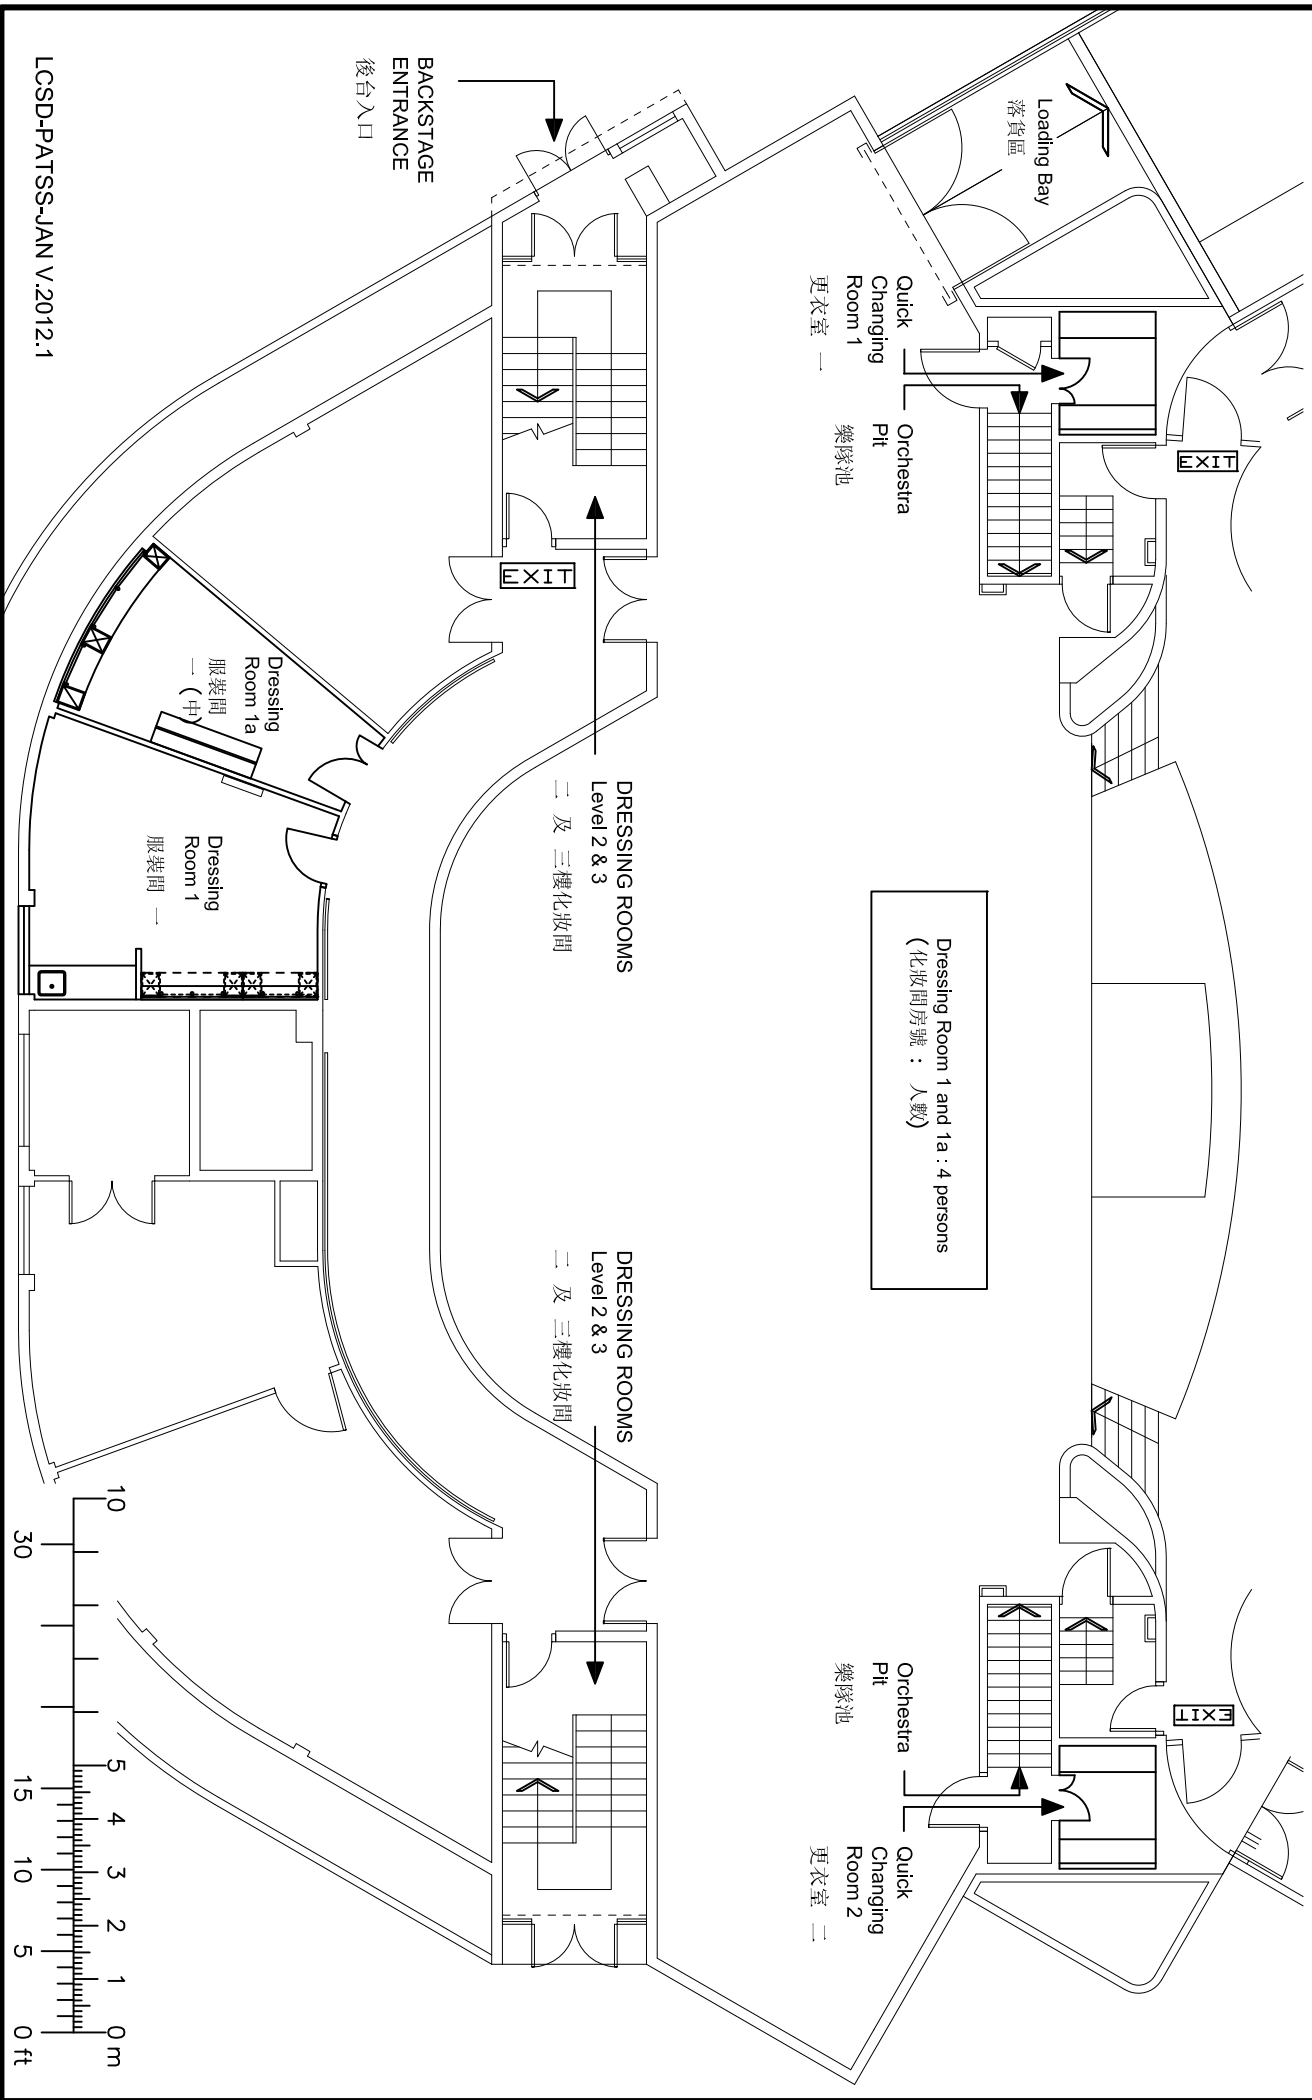 Loading Bay
落貨區
BACKSTAGE
ENTRANCE
後台入口
Quick
Changing
Room 1
更衣室 一
Orchestra
Pit
樂隊池
EXIT
EXIT
Dressing
Room 1a
服裝間
一 (中)
Dressing
Room 1
服裝間 一
DRESSING ROOMS
Level 2 & 3
二 及 三樓化妝間
Dressing Room 1 and 1a : 4 persons
(化妝間房號 : 人數)
DRESSING ROOMS
Level 2 & 3
二 及 三樓化妝間
Orchestra
Pit
樂隊池
EXIT
Quick
Changing
Room 2
更衣室 二
10 5 4 3 2 1 0 m
30 15 10 5 0 ft
LCSD-PATSS-JAN V.2012.1